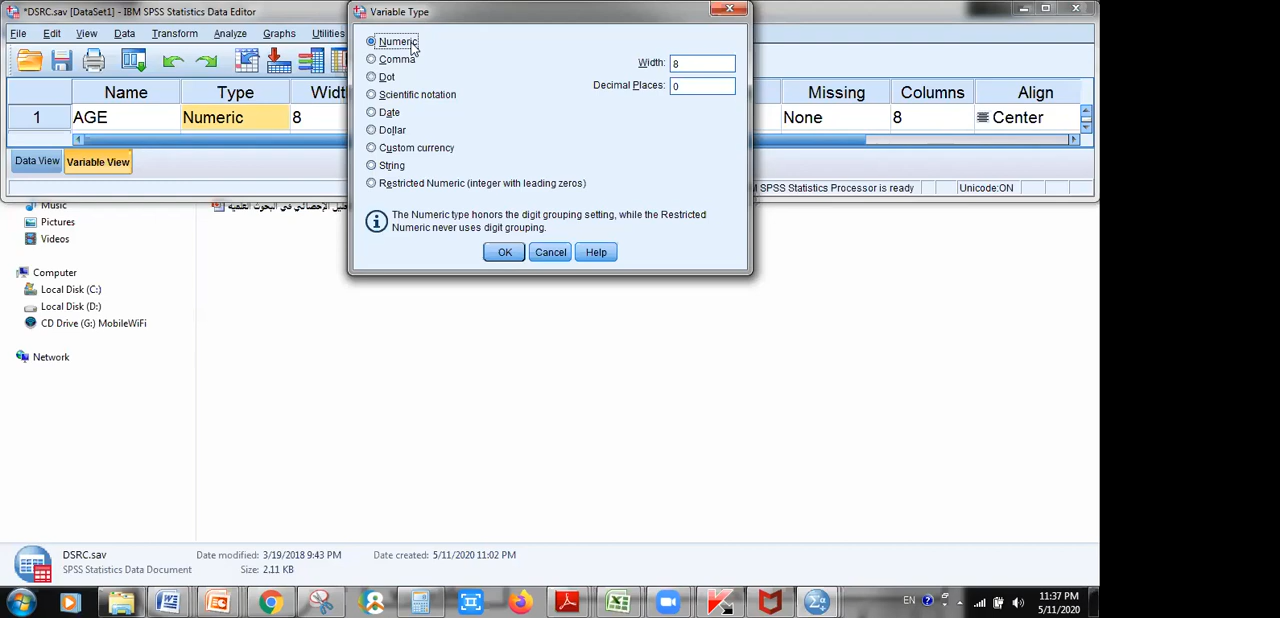 *DSRC.sav [DataSet1] - IBM SPSS Statistics Data Editor
File Edit View Data Transform Analyze Graphs Utilities
Name Type Width Missing Columns Align
1 AGE Numeric 8 None 8 Center
Data View Variable View
SPSS Statistics Processor is ready Unicode:ON
Variable Type
Numeric
Comma
Dot
Scientific notation
Date
Dollar
Custom currency
String
Restricted Numeric (integer with leading zeros)
Width: 8
Decimal Places: 0
The Numeric type honors the digit grouping setting, while the Restricted
Numeric never uses digit grouping.
OK Cancel Help
Music
Pictures
Videos
الإحصائي في البحوث العلمية
Computer
Local Disk (C:)
Local Disk (D:)
CD Drive (G:) MobileWiFi
Network
DSRC.sav Date modified: 3/19/2018 9:43 PM Date created: 5/11/2020 11:02 PM
SPSS Statistics Data Document Size: 2,11 KB
EN 11:37 PM
5/11/2020